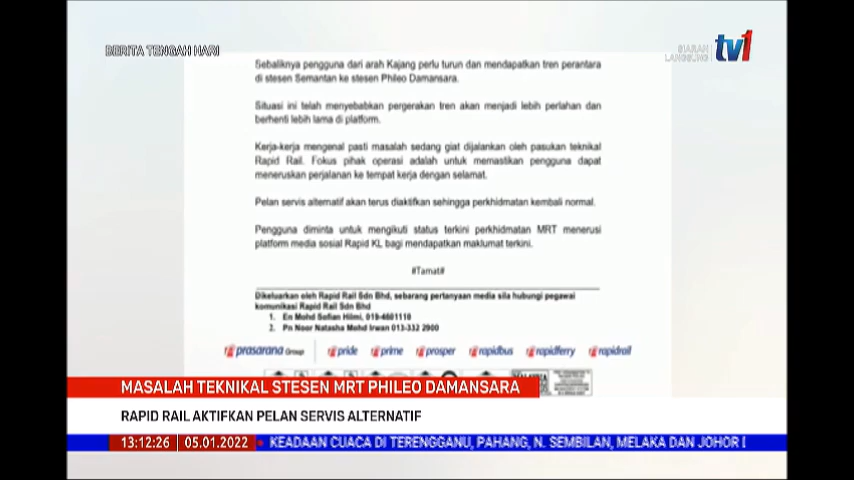 BERITA TENGAH HARI
SIARAN
LANGSUNG
tv1
Sebaliknya pengguna dari arah Kajang perlu turun dan mendapatkan tren perantara
di stesen Semantan ke stesen Phileo Damansara.
Situasi ini telah menyebabkan pergerakan tren akan menjadi lebih perlahan dan
berhenti lebih lama di platform.
Kerja-kerja mengenal pasti masalah sedang giat dijalankan oleh pasukan teknikal
Rapid Rail. Fokus pihak operasi adalah untuk memastikan pengguna dapat
meneruskan perjalanan ke tempat kerja dengan selamat.
Pelan servis alternatif akan terus diaktifkan sehingga perkhidmatan kembali normal.
Pengguna diminta untuk mengikuti status terkini perkhidmatan MRT menerusi
platform media sosial Rapid KL bagi mendapatkan maklumat terkini.
#Tamat#
Dikeluarkan oleh Rapid Rail Sdn Bhd, sebarang pertanyaan media sila hubungi pegawai
komunikasi Rapid Rail Sdn Bhd
1. En Mohd Sofian Hilmi,
2. Pn Noor Natasha Mohd Irwan 013-332 2900
prasarana Group pride prime prosper rapidbus rapidferry rapidrail
MASALAH TEKNIKAL STESEN MRT PHILEO DAMANSARA
RAPID RAIL AKTIFKAN PELAN SERVIS ALTERNATIF
13:12:26 05.01.2022 KEADAAN CUACA DI TERENGGANU, PAHANG, N. SEMBILAN, MELAKA DAN JOHOR